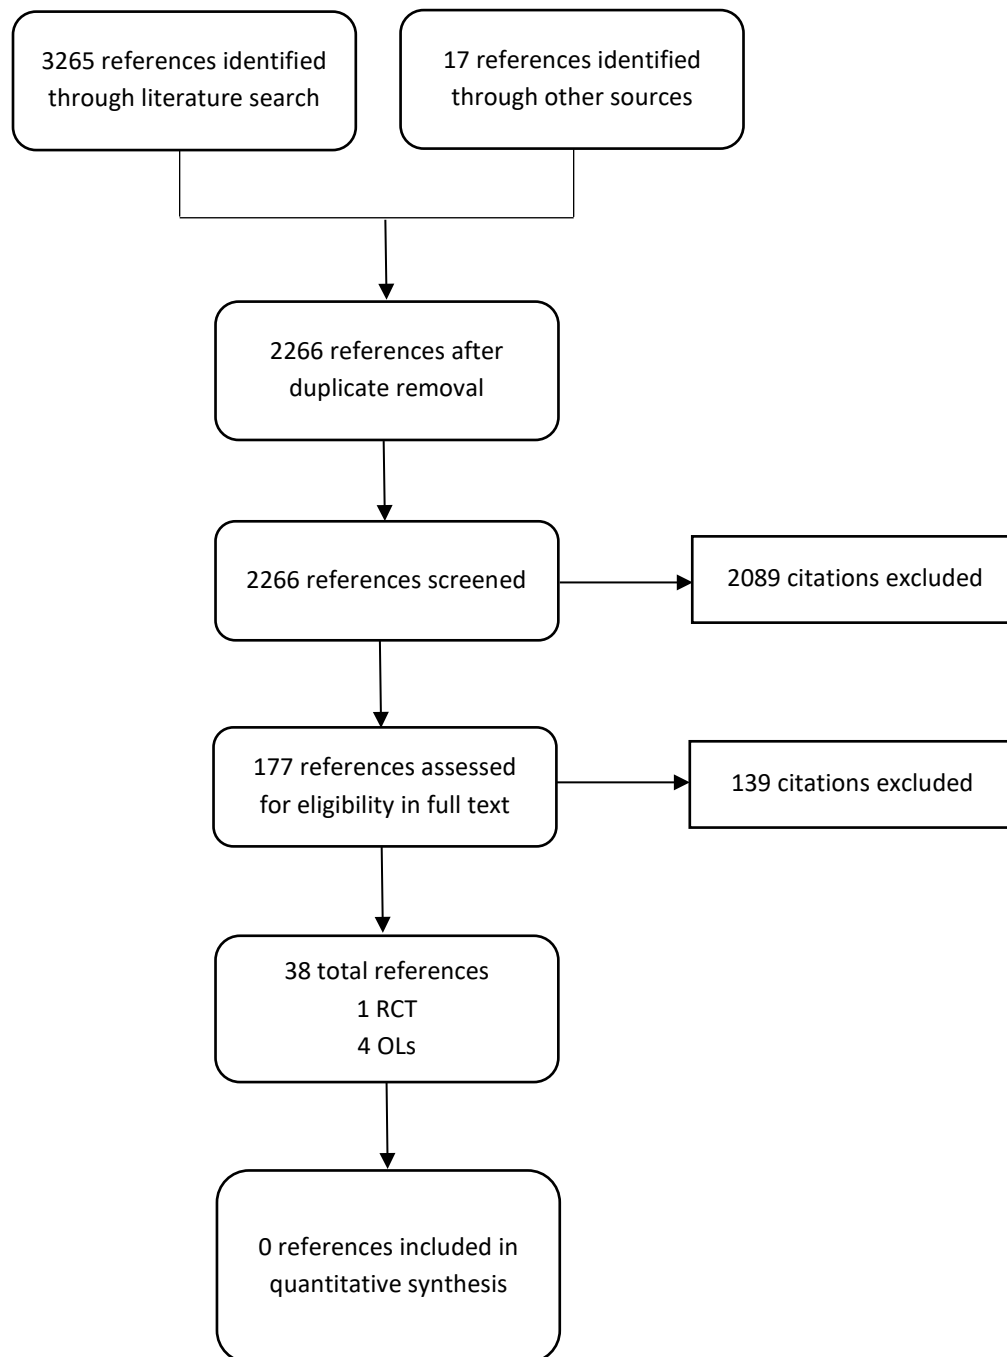 3265 references identified
through literature search
17 references identified
through other sources
2266 references after
duplicate removal
2266 references screened
2089 citations excluded
177 references assessed
for eligibility in full text
139 citations excluded
38 total references
1 RCT
4 OLs
0 references included in
quantitative synthesis